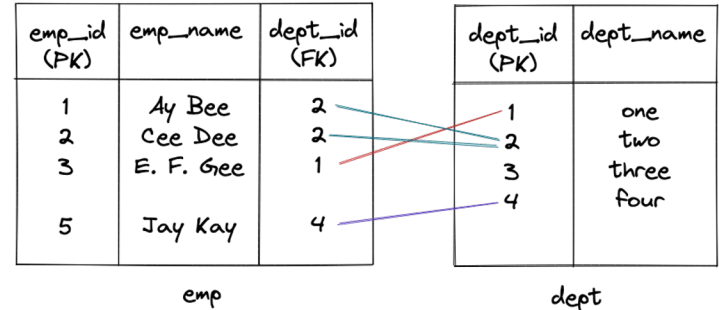 emp_id emp_name dept_id
(PK) (FK)
1 Ay Bee 2
2 Cee Dee 2
3 E. F. Gee 1
5 Jay Kay 4
emp
dept_id dept_name
(PK)
1 one
2 two
3 three
4 four
dept